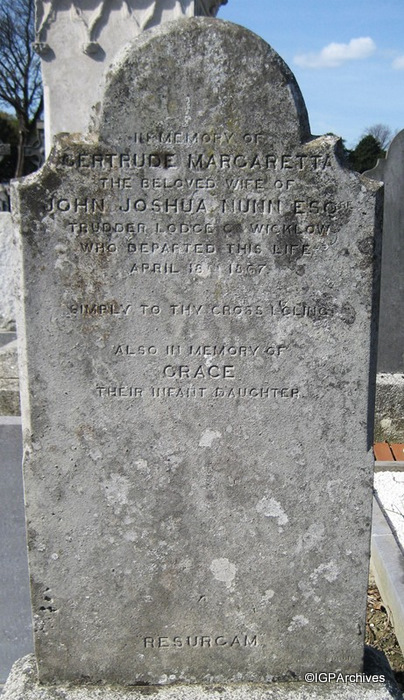 IN MEMORY OF
GERTRUDE MARGARETTA
THE BELOVED WIFE OF
JOHN JOSHUA NUNN ESQ
TRUDDER LODGE CO WICKLOW
WHO DEPARTED THIS LIFE
APRIL 18TH 1867
SIMPLY TO THY CROSS I CLING
ALSO IN MEMORY OF
GRACE
THEIR INFANT DAUGHTER
RESURGAM
©IGPArchives